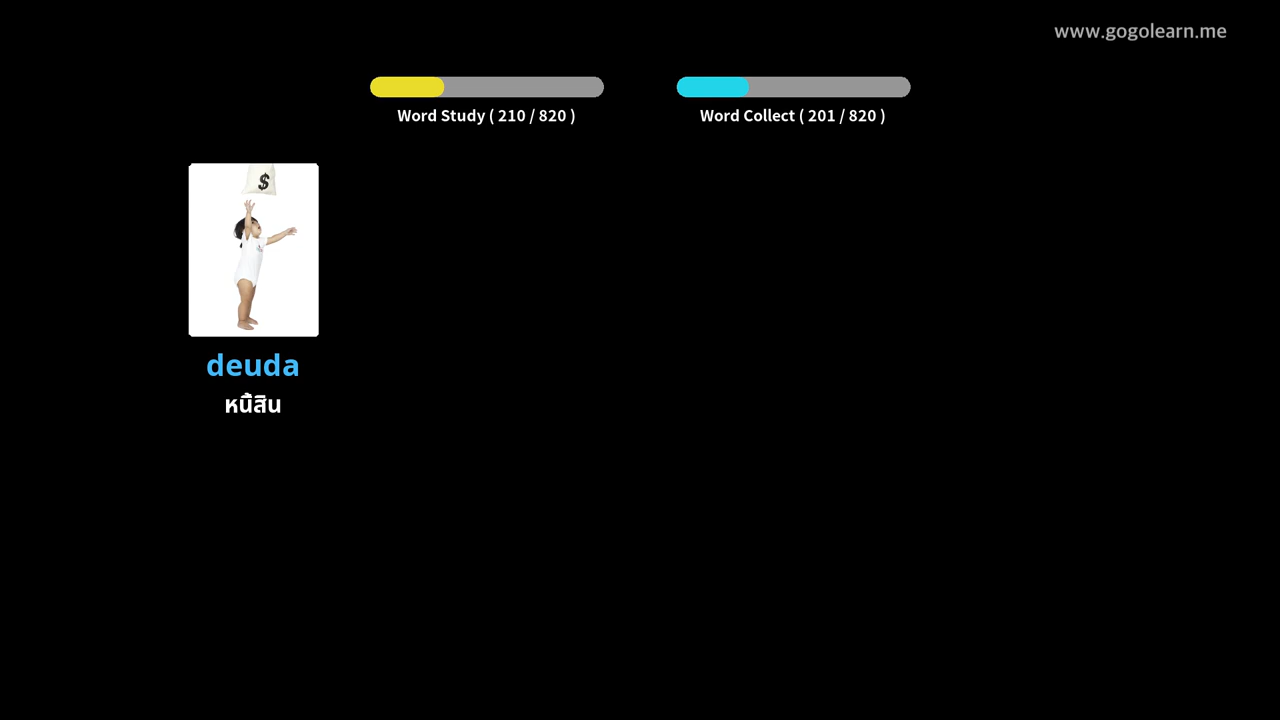 www.gogolearn.me
Word Study ( 210 / 820 )
Word Collect ( 201 / 820 )
$
deuda
หนี้สิน